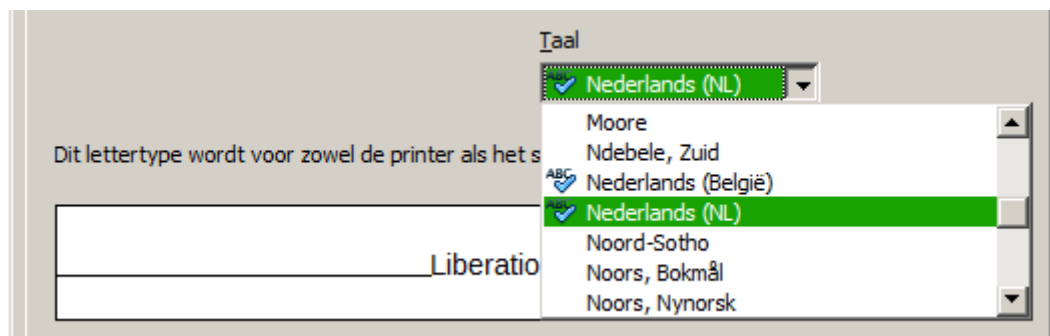 Taal
Nederlands (NL)
Moore
Dit lettertype wordt voor zowel de printer als het s
Ndebele, Zuid
ABC Nederlands (België)
Nederlands (NL)
Noord-Sotho
Liberatio
Noors, Bokmål
Noors, Nynorsk